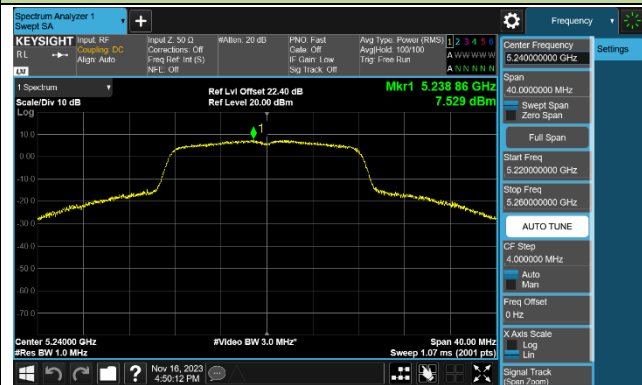 Spectrum Analyzer 1
Swept SA
+
Frequency
KEYSIGHT
RL
LXI
Input: RF
Coupling: DC
Align: Auto
Input Z: 50 Ω
Corrections: Off
Freq Ref: Int (S)
NFE: Off
#Atten: 20 dB
PNO: Fast
Gate: Off
IF Gain: Low
Sig Track: Off
Avg Type: Power (RMS)
Avg|Hold: 100/100
Trig: Free Run
1 2 3 4 5 6
A W W W W W
A N N N N N
1 Spectrum
Scale/Div 10 dB
Log
Ref Lvl Offset 22.40 dB
Ref Level 20.00 dBm
Mkr1 5.238 86 GHz
7.529 dBm
1
10.0
0.00
-10.0
-20.0
-30.0
-40.0
-50.0
-60.0
-70.0
Center 5.24000 GHz
#Res BW 1.0 MHz
#Video BW 3.0 MHz*
Span 40.00 MHz
Sweep 1.07 ms (2001 pts)
Nov 16, 2023
4:50:12 PM
?
Center Frequency
5.240000000 GHz
Settings
Span
40.0000000 MHz
Swept Span
Zero Span
Full Span
Start Freq
5.220000000 GHz
Stop Freq
5.260000000 GHz
AUTO TUNE
CF Step
4.000000 MHz
Auto
Man
Freq Offset
0 Hz
X Axis Scale
Log
Lin
Signal Track
(Span Zoom)